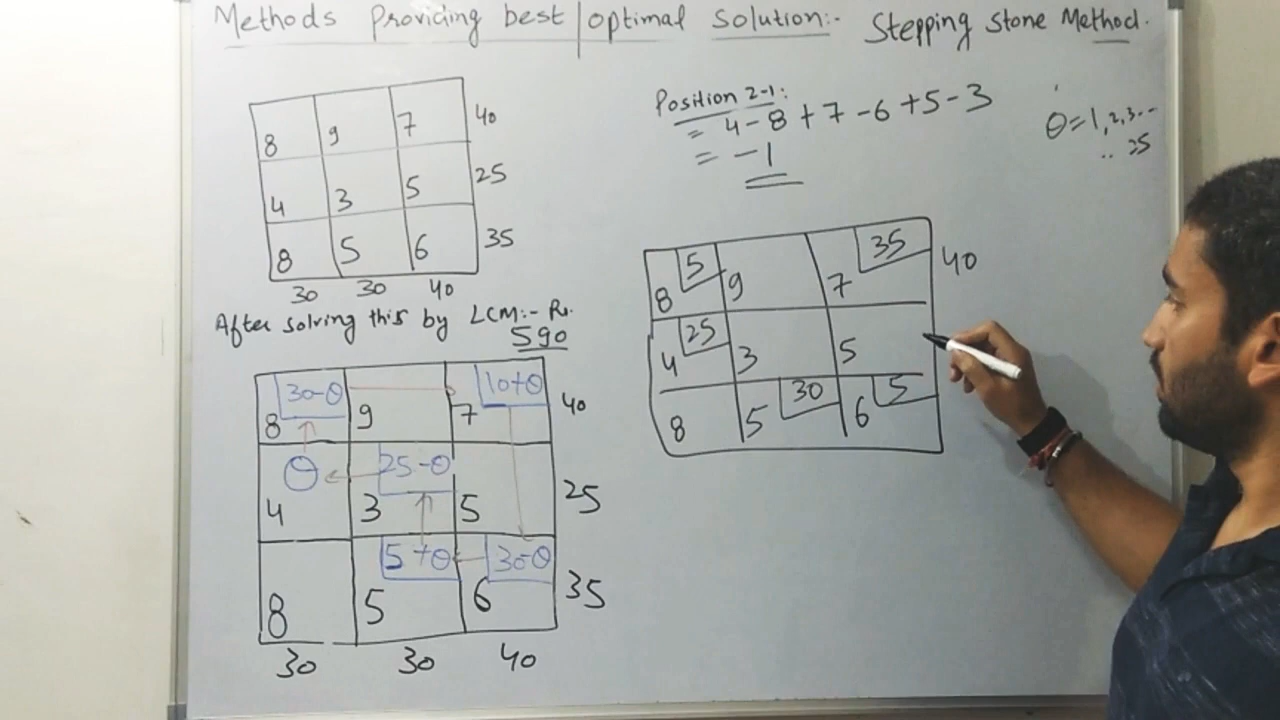 Methods Providing best/optimal Solution:- Stepping Stone Method.
8 9 7 40
4 3 5 25
8 5 6 35
30 30 40
After solving this by LCM:- Rs.
590
8 30-θ 9 7 10+θ 40
4 θ 3 25-θ 5 25
8 5 5+θ 6 30-θ 35
30 30 40
Position 2-1:
= 4-8+7-6+5-3
= -1
θ=1,2,3...
.. 25
8 5 9 7 35 40
4 25 3 5
8 5 30 6 5